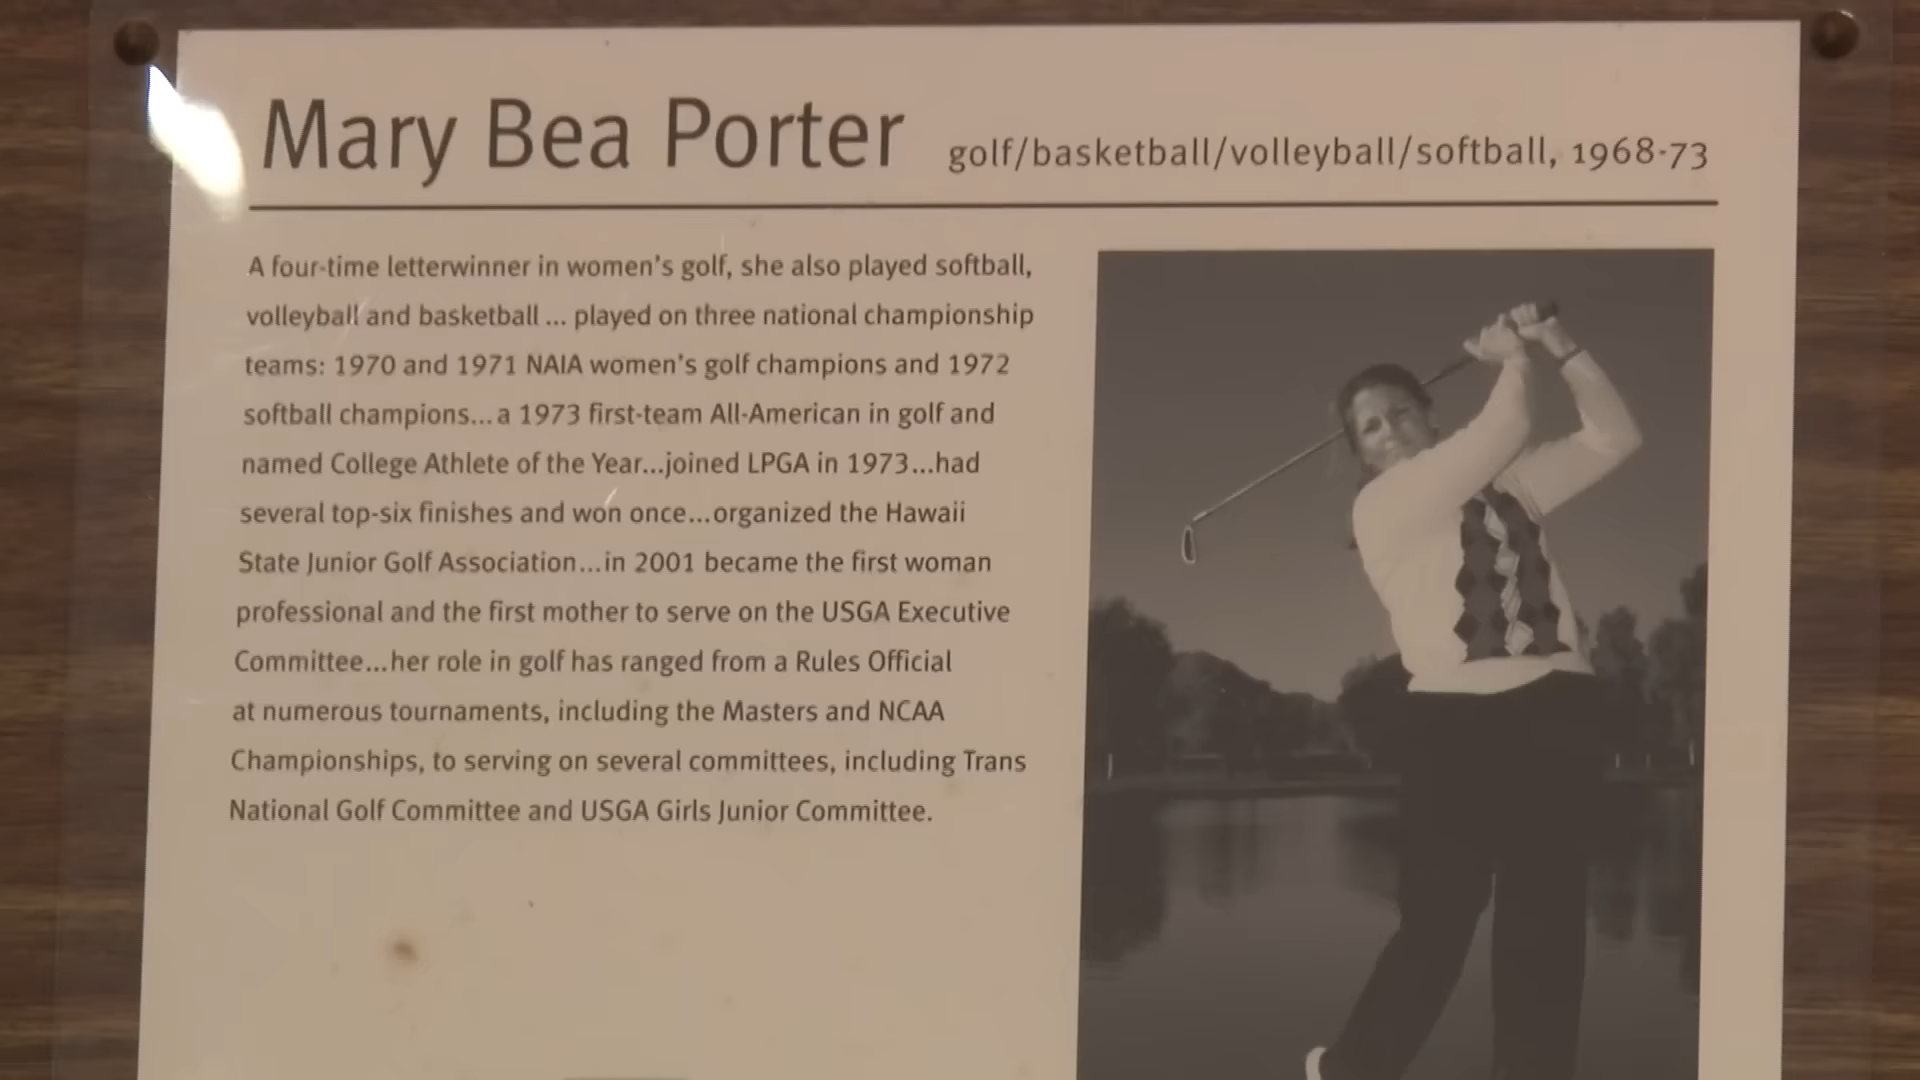 Mary Bea Porter golf/basketball/volleyball/softball, 1968-73
A four-time letterwinner in women's golf, she also played softball,
volleyball and basketball ... played on three national championship
teams: 1970 and 1971 NAIA women's golf champions and 1972
softball champions...a 1973 first-team All-American in golf and
named College Athlete of the Year...joined LPGA in 1973...had
several top-six finishes and won once...organized the Hawaii
State Junior Golf Association...in 2001 became the first woman
professional and the first mother to serve on the USGA Executive
Committee...her role in golf has ranged from a Rules Official
at numerous tournaments, including the Masters and NCAA
Championships, to serving on several committees, including Trans
National Golf Committee and USGA Girls Junior Committee.